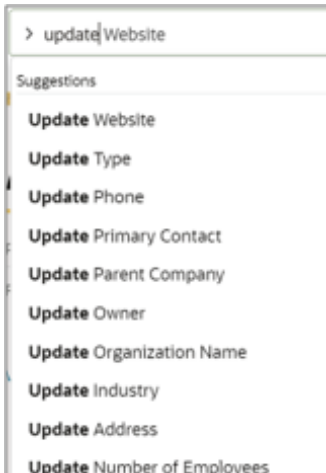 > update Website
Suggestions
Update Website
Update Type
Update Phone
Update Primary Contact
Update Parent Company
Update Owner
Update Organization Name
Update Industry
Update Address
Update Number of Employees